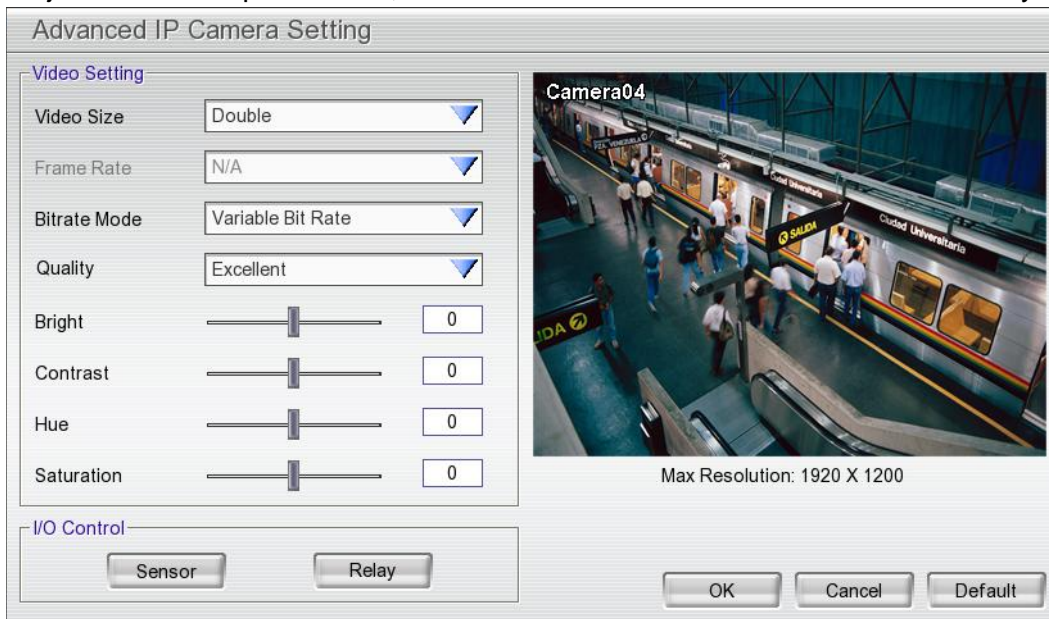 Advanced IP Camera Setting
Video Setting
Video Size
Double
Frame Rate
N/A
Bitrate Mode
Variable Bit Rate
Quality
Excellent
Bright
0
Contrast
0
Hue
0
Saturation
0
I/O Control
Sensor
Relay
Camera04
PZA. VENEZUELA
Ciudad Universitaria
SALIDA
Ciudad Universitaria
IDA
Max Resolution: 1920 X 1200
OK
Cancel
Default